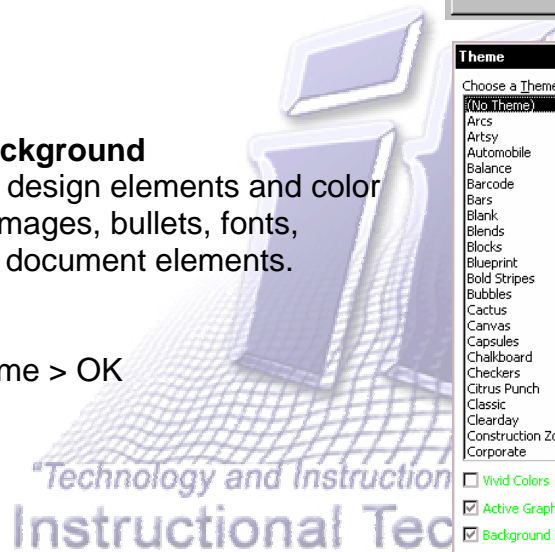 ckground
design elements and color
mages, bullets, fonts,
document elements.
me > OK
"Technology and Instruction
Instructional Tec
Theme
Choose a Theme
(No Theme)
Arcs
Artsy
Automobile
Balance
Barcode
Bars
Blank
Blends
Blocks
Blueprint
Bold Stripes
Bubbles
Cactus
Canvas
Capsules
Chalkboard
Checkers
Citrus Punch
Classic
Clearday
Construction Zo
Corporate
Vivid Colors
Active Graph
Background